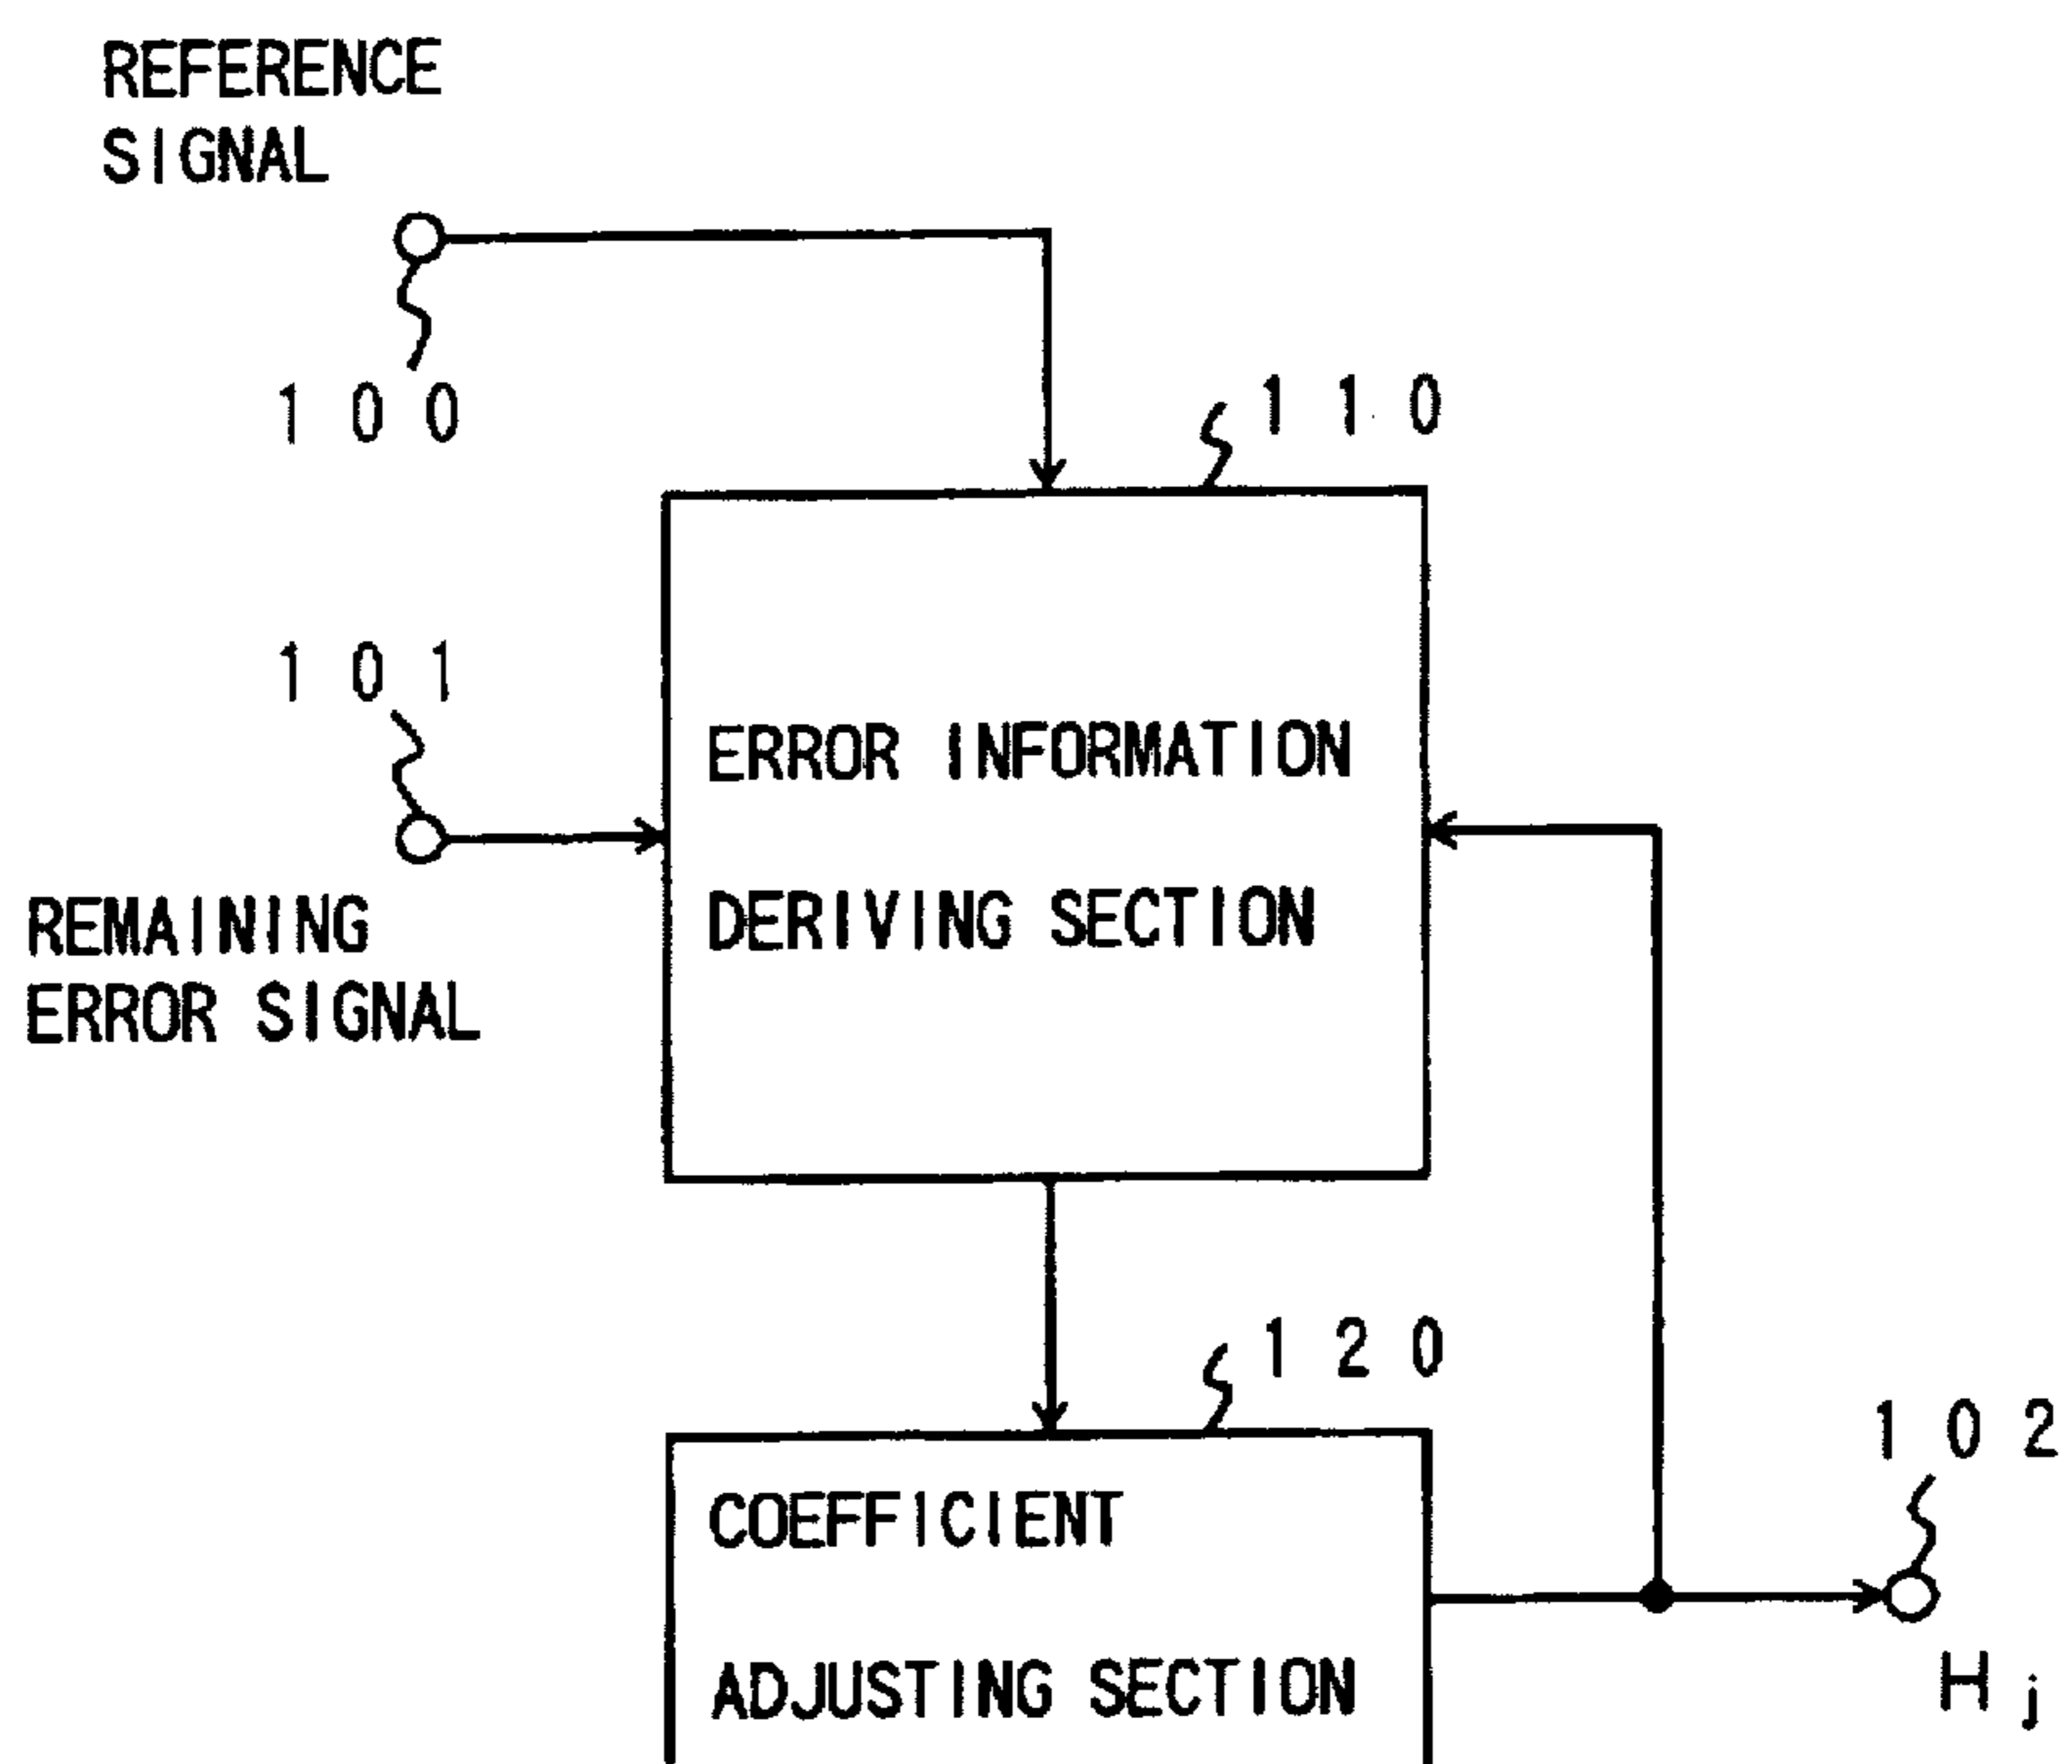 REFERENCE
SIGNAL
100
110
101
ERROR INFORMATION
DERIVING SECTION
REMAINING
ERROR SIGNAL
120
102
COEFFICIENT
ADJUSTING SECTION
Hj